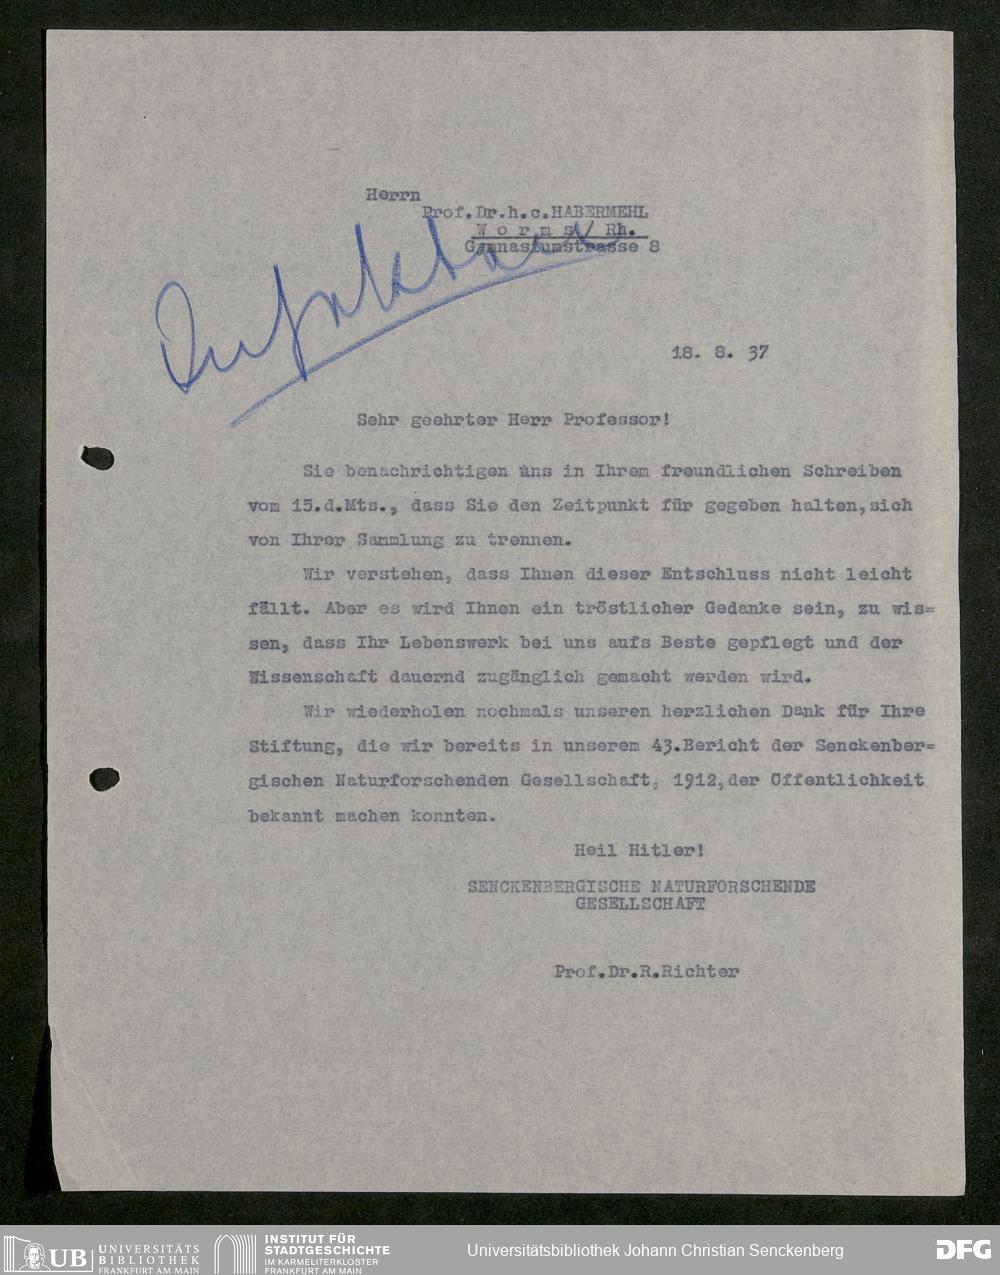 Herrn
Prof.Dr.h.c.HABERMEHL
W o r m s / Rh.
Gymnasiumstrasse 8
18. 8. 37
Sehr geehrter Herr Professor!
Sie benachrichtigen uns in Ihrem freundlichen Schreiben
vom 15.d.Mts., dass Sie den Zeitpunkt für gegeben halten,sich
von Ihrer Sammlung zu trennen.
Wir verstehen, dass Ihnen dieser Entschluss nicht leicht
fällt. Aber es wird Ihnen ein tröstlicher Gedanke sein, zu wis=
sen, dass Ihr Lebenswerk bei uns aufs Beste gepflegt und der
Wissenschaft dauernd zugänglich gemacht werden wird.
Wir wiederholen nochmals unseren herzlichen Dank für Ihre
Stiftung, die wir bereits in unserem 43.Bericht der Senckenber=
gischen Naturforschenden Gesellschaft, 1912,der Öffentlichkeit
bekannt machen konnten.
Heil Hitler!
SENCKENBERGISCHE NATURFORSCHENDE
GESELLSCHAFT
Prof.Dr.R.Richter
UB UNIVERSITÄTS
BIBLIOTHEK
FRANKFURT AM MAIN
INSTITUT FÜR
STADTGESCHICHTE
IM KARMELITERKLOSTER
FRANKFURT AM MAIN
Universitätsbibliothek Johann Christian Senckenberg
DFG